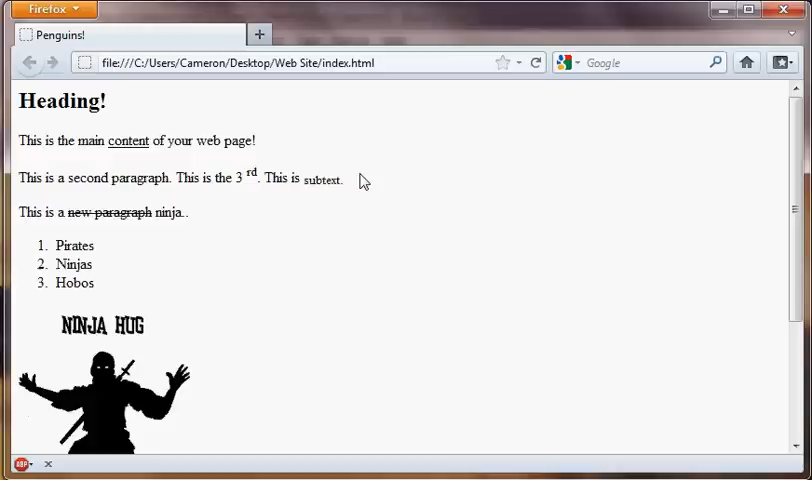 Firefox
Penguins!
file:///C:/Users/Cameron/Desktop/Web Site/index.html
Google
Heading!
This is the main content of your web page!
This is a second paragraph. This is the 3 rd. This is subtext.
This is a new paragraph ninja..
1. Pirates
2. Ninjas
3. Hobos
NINJA HUG
ABP